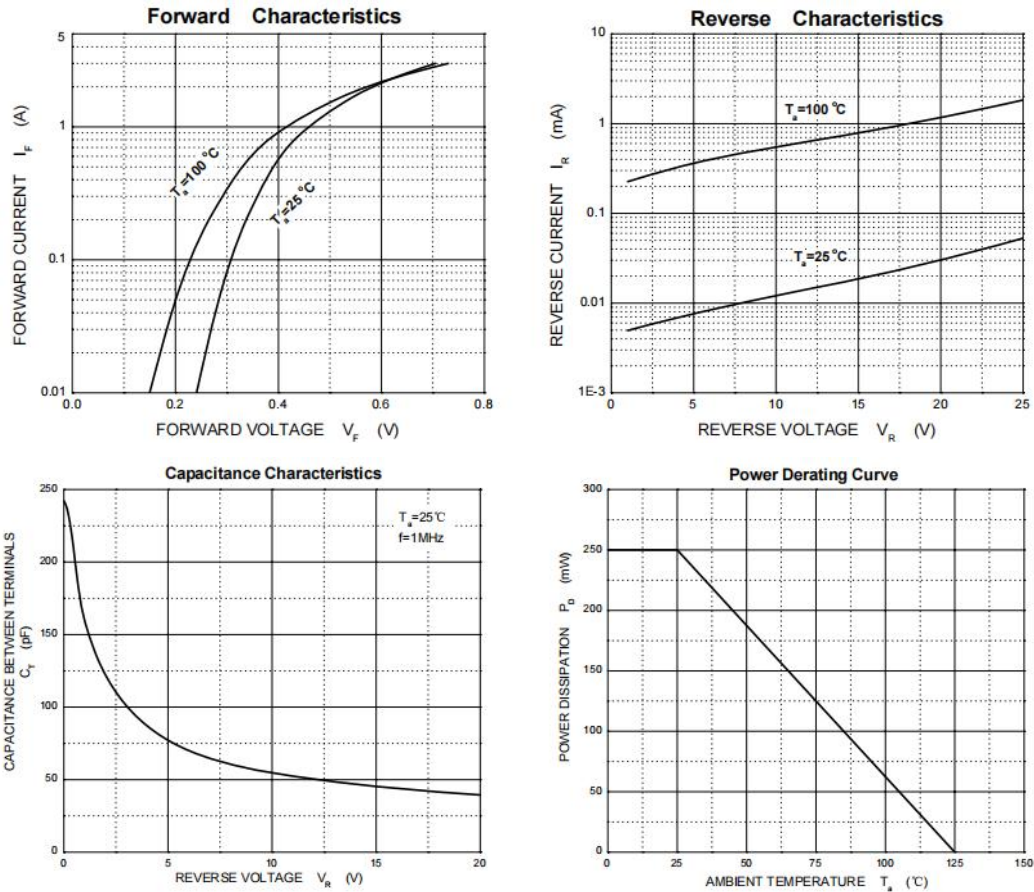 Forward Characteristics
5
1
0.1
0.01
0.0
0.2
0.4
0.6
0.8
FORWARD CURRENT I_F (A)
T_a=100 °C
T_a=25 °C
FORWARD VOLTAGE V_F (V)
Reverse Characteristics
10
1
0.1
0.01
1E-3
0
5
10
15
20
25
REVERSE CURRENT I_R (mA)
T_a=100 °C
T_a=25 °C
REVERSE VOLTAGE V_R (V)
Capacitance Characteristics
250
200
150
100
50
0
0
5
10
15
20
CAPACITANCE BETWEEN TERMINALS
C_T (pF)
T_a=25℃
f=1MHz
REVERSE VOLTAGE V_R (V)
Power Derating Curve
300
250
200
150
100
50
0
0
25
50
75
100
125
150
POWER DISSIPATION P_D (mW)
AMBIENT TEMPERATURE T_a (℃)